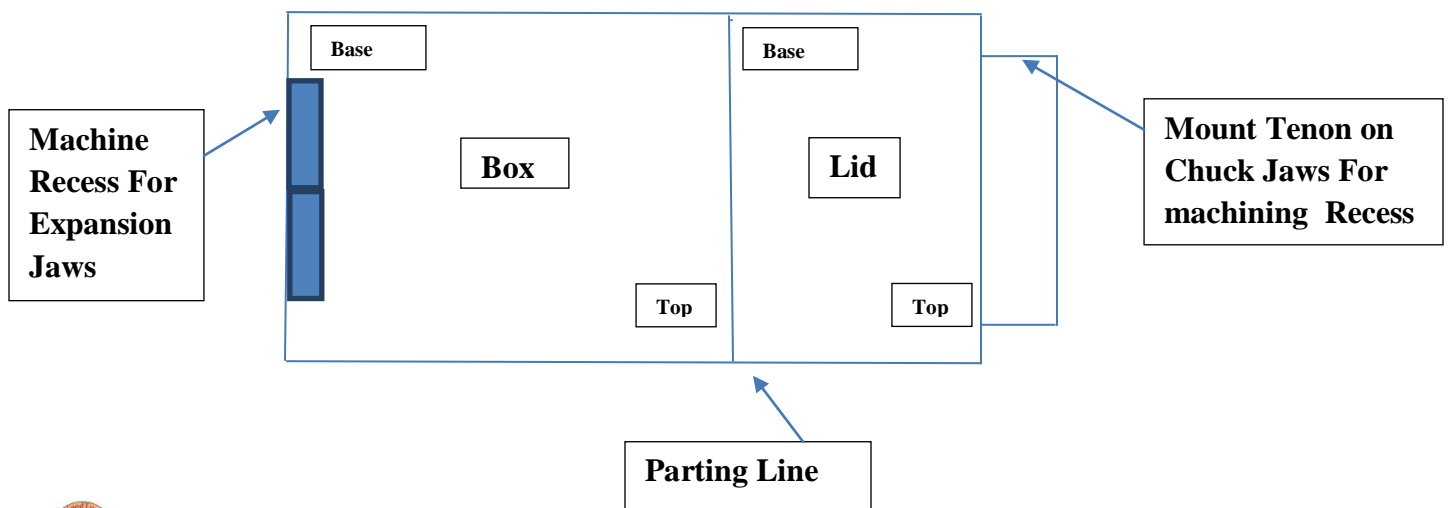 Base
Base
Machine
Recess For
Expansion
Jaws
Box
Lid
Mount Tenon on
Chuck Jaws For
machining Recess
Top
Top
Parting Line